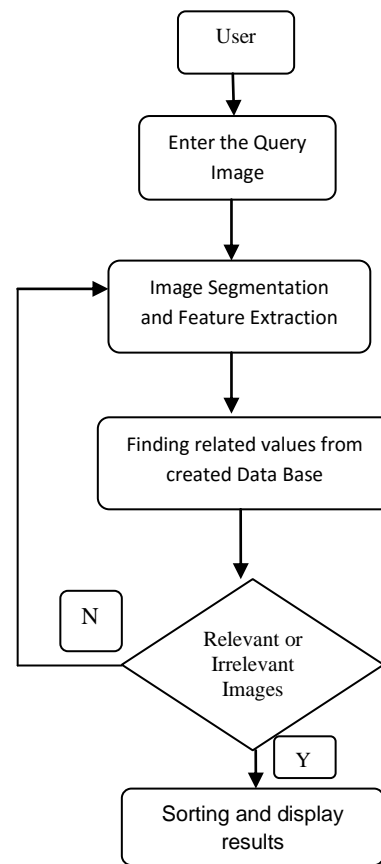 User
Enter the Query
Image
Image Segmentation
and Feature Extraction
Finding related values from
created Data Base
N
Relevant or
Irrelevant
Images
Y
Sorting and display
results